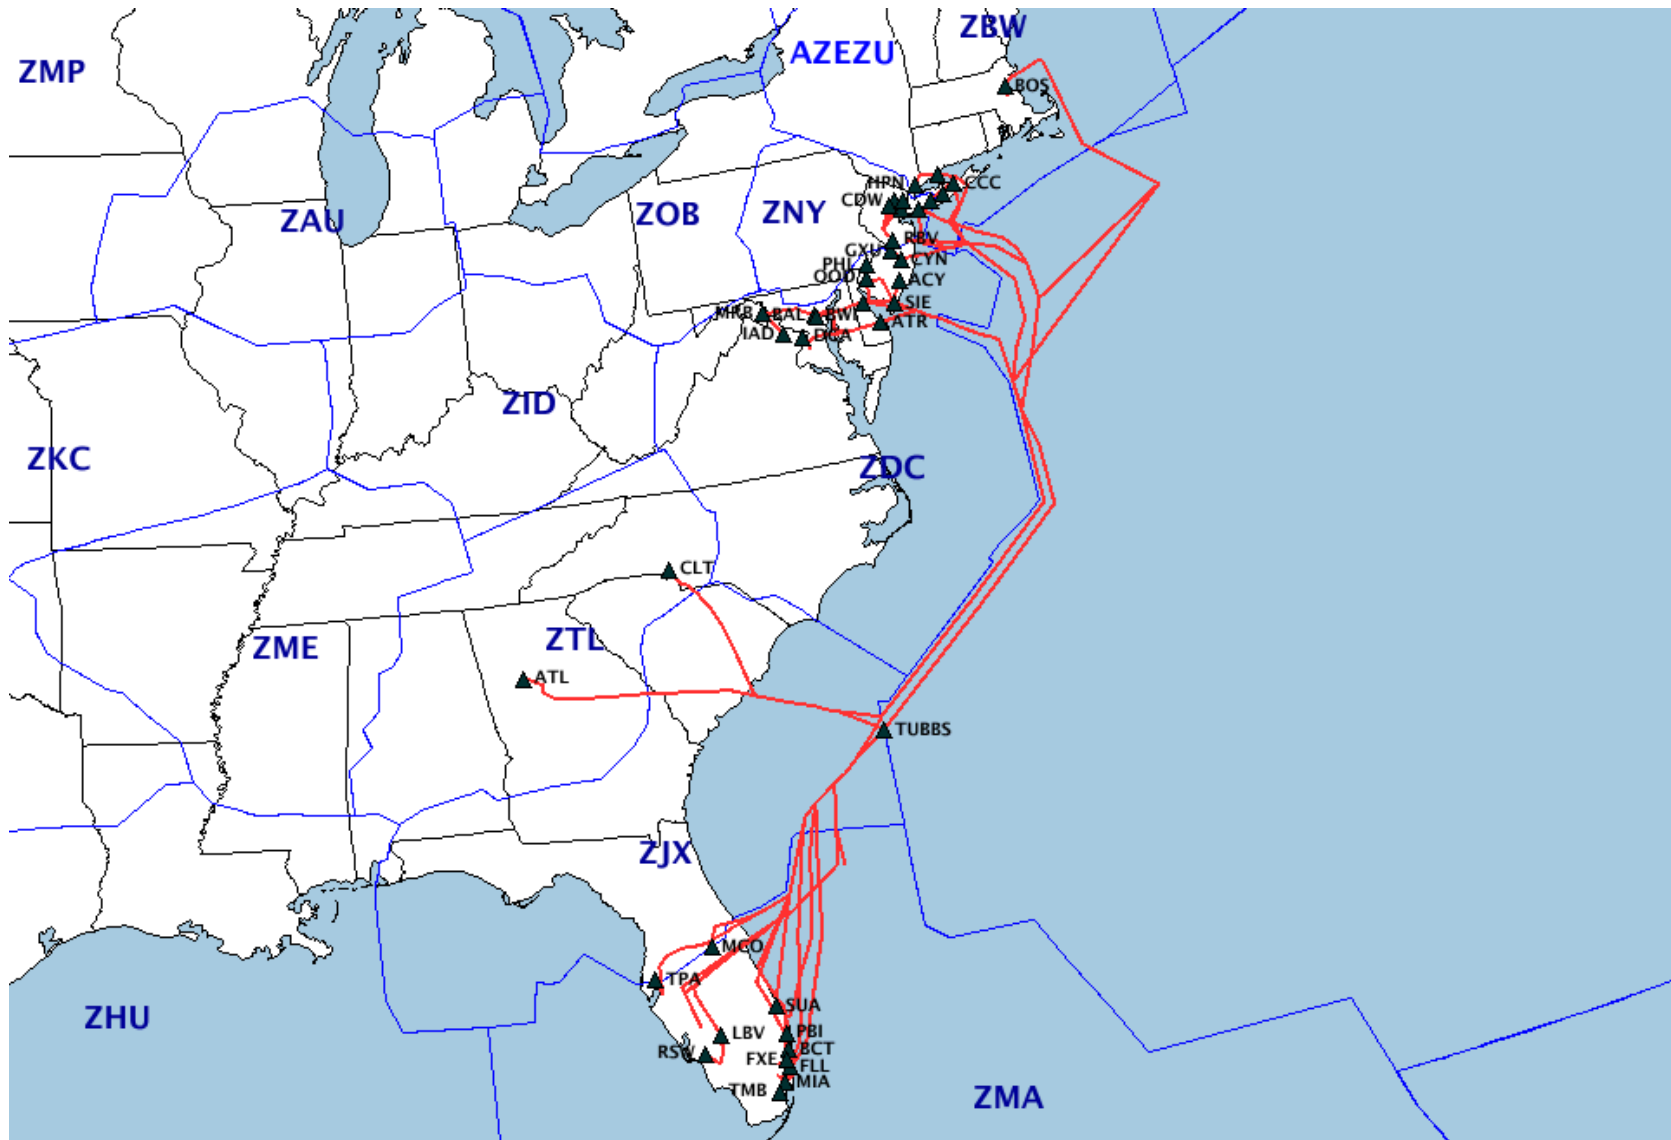 ZBW
AZEZU
ZMP
BOS
HPN
CCC
CDW
ZAU
ZOB
ZNY
RBV
GXU
CYN
PHL
OOD
ACY
SIE
MRB
BAL
BWI
ATR
IAD
DCA
ZID
ZKC
ZDC
CLT
ZME
ZTL
ATL
TUBBS
ZJX
MCO
TPA
SUA
ZHU
LBV
PBI
RSW
BCT
FXE
FLL
MIA
TMB
ZMA